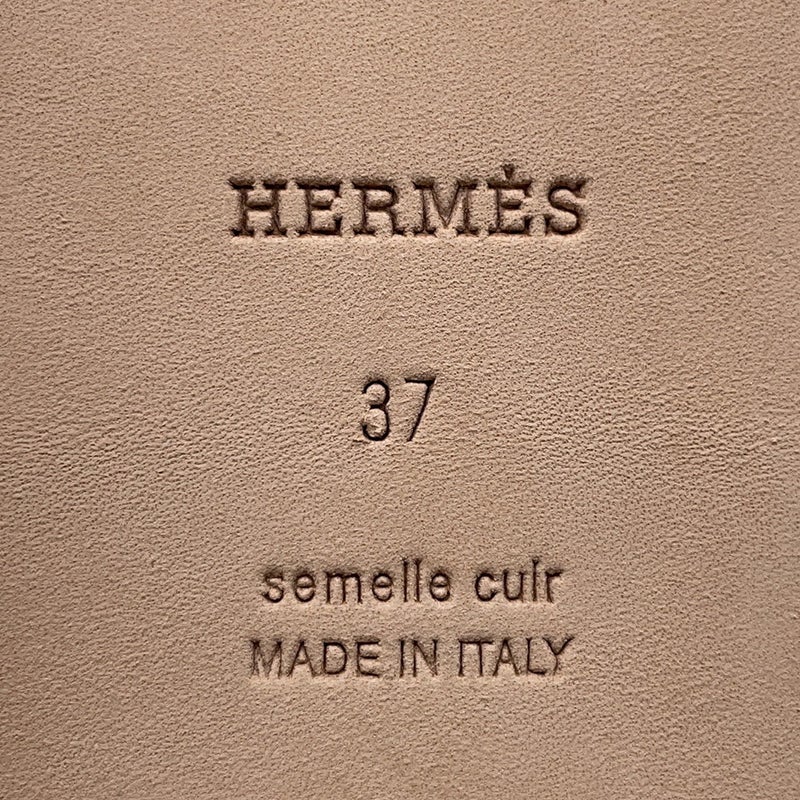 HERMÈS
37
semelle cuir
MADE IN ITALY